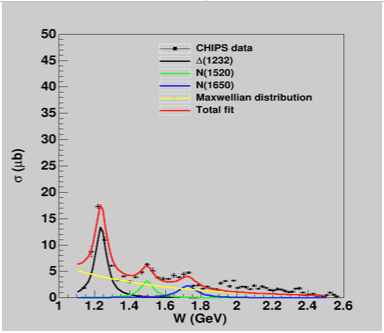 50
45
40
35
30
25
20
15
10
5
0
σ (μb)
CHIPS data
Δ(1232)
N(1520)
N(1650)
Maxwellian distribution
Total fit
1 1.2 1.4 1.6 1.8 2 2.2 2.4 2.6
W (GeV)